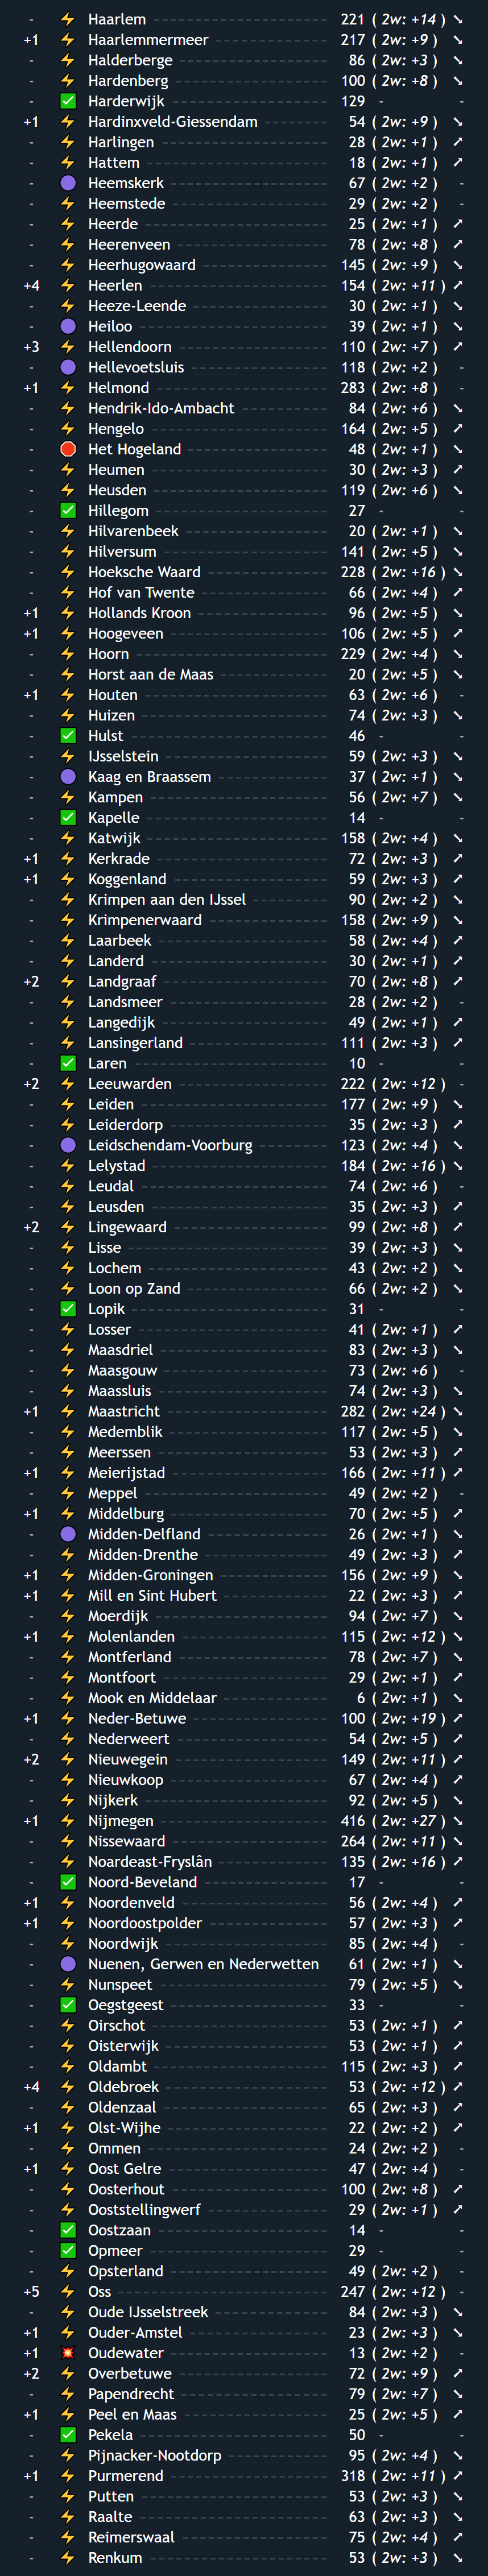 - ⚡ Haarlem 221 ( 2w: +14 ) ➘
+1 ⚡ Haarlemmermeer 217 ( 2w: +9 ) ➘
- ⚡ Halderberge 86 ( 2w: +3 ) ➘
- ⚡ Hardenberg 100 ( 2w: +8 ) ➘
- ✅ Harderwijk 129 - -
+1 ⚡ Hardinxveld-Giessendam 54 ( 2w: +9 ) ➘
- ⚡ Harlingen 28 ( 2w: +1 ) ➚
- ⚡ Hattem 18 ( 2w: +1 ) ➚
- 🟣 Heemskerk 67 ( 2w: +2 ) -
- ⚡ Heemstede 29 ( 2w: +2 ) -
- ⚡ Heerde 25 ( 2w: +1 ) ➚
- ⚡ Heerenveen 78 ( 2w: +8 ) ➚
- ⚡ Heerhugowaard 145 ( 2w: +9 ) ➘
+4 ⚡ Heerlen 154 ( 2w: +11 ) ➚
- ⚡ Heeze-Leende 30 ( 2w: +1 ) ➘
- 🟣 Heiloo 39 ( 2w: +1 ) ➘
+3 ⚡ Hellendoorn 110 ( 2w: +7 ) ➚
- 🟣 Hellevoetsluis 118 ( 2w: +2 ) -
+1 ⚡ Helmond 283 ( 2w: +8 ) -
- ⚡ Hendrik-Ido-Ambacht 84 ( 2w: +6 ) ➘
- ⚡ Hengelo 164 ( 2w: +5 ) ➚
- 🛑 Het Hogeland 48 ( 2w: +1 ) ➘
- ⚡ Heumen 30 ( 2w: +3 ) ➚
- ⚡ Heusden 119 ( 2w: +6 ) ➘
- ✅ Hillegom 27 - -
- ⚡ Hilvarenbeek 20 ( 2w: +1 ) ➘
- ⚡ Hilversum 141 ( 2w: +5 ) ➘
- ⚡ Hoeksche Waard 228 ( 2w: +16 ) ➘
- ⚡ Hof van Twente 66 ( 2w: +4 ) ➚
+1 ⚡ Hollands Kroon 96 ( 2w: +5 ) ➘
+1 ⚡ Hoogeveen 106 ( 2w: +5 ) ➚
- ⚡ Hoorn 229 ( 2w: +4 ) ➘
- ⚡ Horst aan de Maas 20 ( 2w: +5 ) ➘
+1 ⚡ Houten 63 ( 2w: +6 ) -
- ⚡ Huizen 74 ( 2w: +3 ) ➘
- ✅ Hulst 46 - -
- ⚡ IJsselstein 59 ( 2w: +3 ) ➘
- 🟣 Kaag en Braassem 37 ( 2w: +1 ) ➘
- ⚡ Kampen 56 ( 2w: +7 ) ➘
- ✅ Kapelle 14 - -
- ⚡ Katwijk 158 ( 2w: +4 ) ➘
+1 ⚡ Kerkrade 72 ( 2w: +3 ) ➚
+1 ⚡ Koggenland 59 ( 2w: +3 ) ➚
- ⚡ Krimpen aan den IJssel 90 ( 2w: +2 ) ➘
- ⚡ Krimpenerwaard 158 ( 2w: +9 ) ➘
- ⚡ Laarbeek 58 ( 2w: +4 ) ➚
- ⚡ Landerd 30 ( 2w: +1 ) ➚
+2 ⚡ Landgraaf 70 ( 2w: +8 ) ➚
- ⚡ Landsmeer 28 ( 2w: +2 ) -
- ⚡ Langedijk 49 ( 2w: +1 ) ➚
- ⚡ Lansingerland 111 ( 2w: +3 ) ➚
- ✅ Laren 10 - -
+2 ⚡ Leeuwarden 222 ( 2w: +12 ) -
- ⚡ Leiden 177 ( 2w: +9 ) ➘
- ⚡ Leiderdorp 35 ( 2w: +3 ) ➚
- 🟣 Leidschendam-Voorburg 123 ( 2w: +4 ) ➘
- ⚡ Lelystad 184 ( 2w: +16 ) ➘
- ⚡ Leudal 74 ( 2w: +6 ) -
- ⚡ Leusden 35 ( 2w: +3 ) ➚
+2 ⚡ Lingewaard 99 ( 2w: +8 ) ➚
- ⚡ Lisse 39 ( 2w: +3 ) ➘
- ⚡ Lochem 43 ( 2w: +2 ) ➘
- ⚡ Loon op Zand 66 ( 2w: +2 ) ➘
- ✅ Lopik 31 - -
- ⚡ Losser 41 ( 2w: +1 ) ➚
- ⚡ Maasdriel 83 ( 2w: +3 ) ➘
- ⚡ Maasgouw 73 ( 2w: +6 ) -
- ⚡ Maassluis 74 ( 2w: +3 ) ➘
+1 ⚡ Maastricht 282 ( 2w: +24 ) ➘
- ⚡ Medemblik 117 ( 2w: +5 ) ➘
- ⚡ Meerssen 53 ( 2w: +3 ) ➚
+1 ⚡ Meierijstad 166 ( 2w: +11 ) ➚
- ⚡ Meppel 49 ( 2w: +2 ) -
+1 ⚡ Middelburg 70 ( 2w: +5 ) ➚
- 🟣 Midden-Delfland 26 ( 2w: +1 ) ➘
- ⚡ Midden-Drenthe 49 ( 2w: +3 ) ➚
+1 ⚡ Midden-Groningen 156 ( 2w: +9 ) ➘
+1 ⚡ Mill en Sint Hubert 22 ( 2w: +3 ) ➚
- ⚡ Moerdijk 94 ( 2w: +7 ) ➘
+1 ⚡ Molenlanden 115 ( 2w: +12 ) ➘
- ⚡ Montferland 78 ( 2w: +7 ) ➘
- ⚡ Montfoort 29 ( 2w: +1 ) ➚
- ⚡ Mook en Middelaar 6 ( 2w: +1 ) ➘
+1 ⚡ Neder-Betuwe 100 ( 2w: +19 ) ➚
- ⚡ Nederweert 54 ( 2w: +5 ) ➚
+2 ⚡ Nieuwegein 149 ( 2w: +11 ) ➚
- ⚡ Nieuwkoop 67 ( 2w: +4 ) ➚
- ⚡ Nijkerk 92 ( 2w: +5 ) ➘
+1 ⚡ Nijmegen 416 ( 2w: +27 ) ➘
- ⚡ Nissewaard 264 ( 2w: +11 ) ➘
- ⚡ Noardeast-Fryslân 135 ( 2w: +16 ) ➚
- ✅ Noord-Beveland 17 - -
+1 ⚡ Noordenveld 56 ( 2w: +4 ) ➚
+1 ⚡ Noordoostpolder 57 ( 2w: +3 ) ➚
- ⚡ Noordwijk 85 ( 2w: +4 ) -
- 🟣 Nuenen, Gerwen en Nederwetten 61 ( 2w: +1 ) ➘
- ⚡ Nunspeet 79 ( 2w: +5 ) ➘
- ✅ Oegstgeest 33 - -
- ⚡ Oirschot 53 ( 2w: +1 ) ➚
- ⚡ Oisterwijk 53 ( 2w: +1 ) ➚
- ⚡ Oldambt 115 ( 2w: +3 ) ➚
+4 ⚡ Oldebroek 53 ( 2w: +12 ) ➚
- ⚡ Oldenzaal 65 ( 2w: +3 ) ➚
+1 ⚡ Olst-Wijhe 22 ( 2w: +2 ) ➚
- ⚡ Ommen 24 ( 2w: +2 ) -
+1 ⚡ Oost Gelre 47 ( 2w: +4 ) -
- ⚡ Oosterhout 100 ( 2w: +8 ) ➚
- ⚡ Ooststellingwerf 29 ( 2w: +1 ) ➚
- ✅ Oostzaan 14 - -
- ✅ Opmeer 29 - -
- ⚡ Opsterland 49 ( 2w: +2 ) -
+5 ⚡ Oss 247 ( 2w: +12 ) -
- ⚡ Oude IJsselstreek 84 ( 2w: +3 ) ➘
+1 ⚡ Ouder-Amstel 23 ( 2w: +3 ) ➘
+1 💥 Oudewater 13 ( 2w: +2 ) -
+2 ⚡ Overbetuwe 72 ( 2w: +9 ) ➚
- ⚡ Papendrecht 79 ( 2w: +7 ) ➘
+1 ⚡ Peel en Maas 25 ( 2w: +5 ) ➚
- ✅ Pekela 50 - -
- ⚡ Pijnacker-Nootdorp 95 ( 2w: +4 ) ➘
+1 ⚡ Purmerend 318 ( 2w: +11 ) ➚
- ⚡ Putten 53 ( 2w: +3 ) ➘
- ⚡ Raalte 63 ( 2w: +3 ) ➘
- ⚡ Reimerswaal 75 ( 2w: +4 ) ➚
- ⚡ Renkum 53 ( 2w: +3 ) ➘